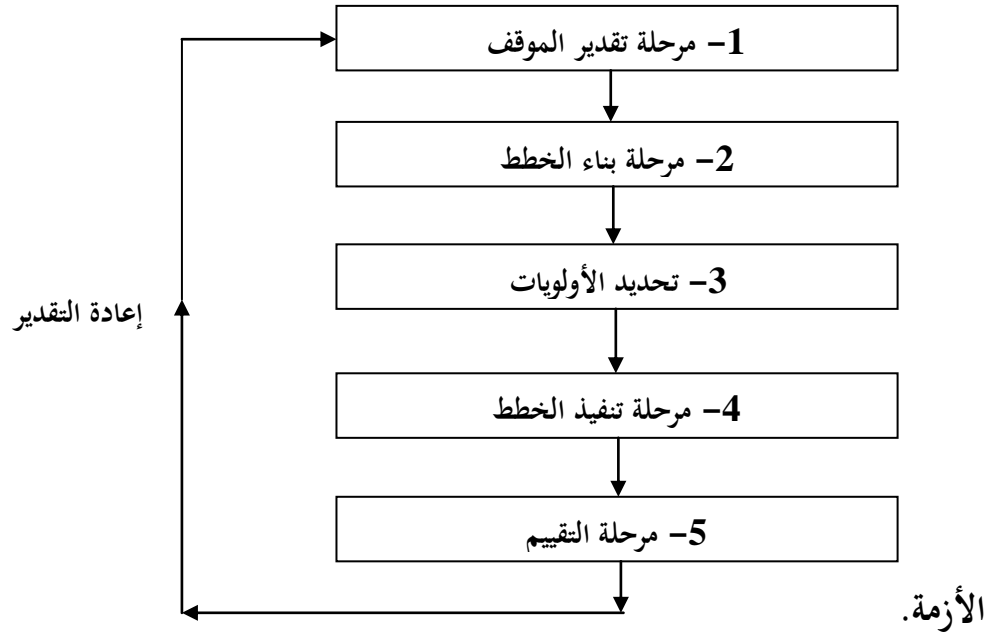 1- مرحلة تقدير الموقف
2- مرحلة بناء الخطط
3- تحديد الأولويات
إعادة التقدير
4- مرحلة تنفيذ الخطط
5- مرحلة التقييم
الأزمة.